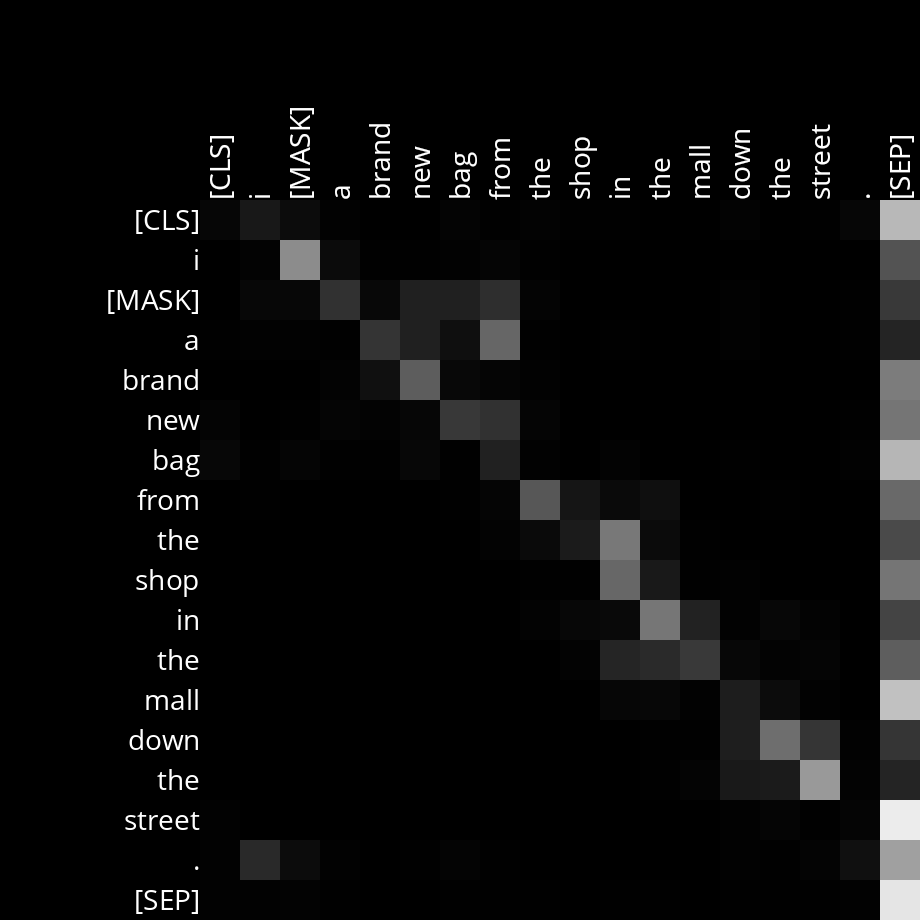 [CLS] i [MASK] a brand new bag from the shop in the mall down the street . [SEP]
[CLS]
i
[MASK]
a
brand
new
bag
from
the
shop
in
the
mall
down
the
street
.
[SEP]